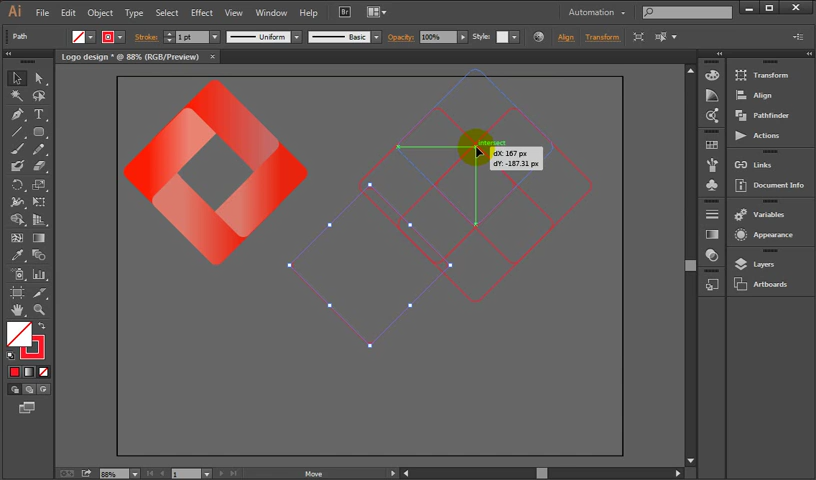 Ai File Edit Object Type Select Effect View Window Help Br Automation
Path Stroke: 1 pt Uniform Basic Opacity: 100% Style: Align Transform
Logo design * @ 88% (RGB/Preview) ×
intersect
dX: 167 px
dY: -187.31 px
Transform
Align
Pathfinder
Actions
Links
Document Info
Variables
Appearance
Layers
Artboards
88% 1 Move